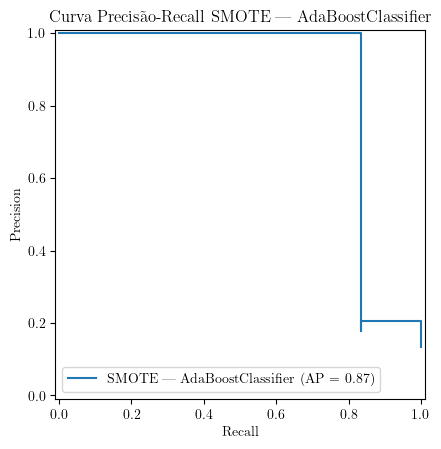 Curva Precisão-Recall SMOTE — AdaBoostClassifier
1.0
0.8
0.6
0.4
0.2
0.0
Precision
SMOTE — AdaBoostClassifier (AP = 0.87)
0.0 0.2 0.4 0.6 0.8 1.0
Recall